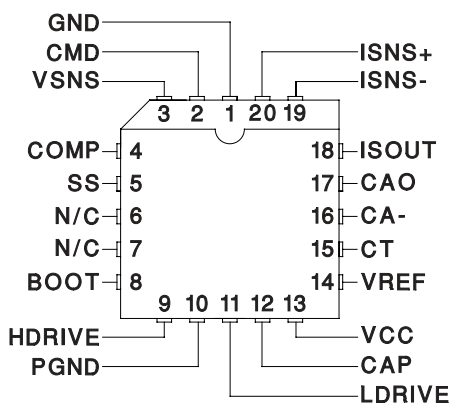 GND
CMD ISNS+
VSNS ISNS-
3 2 1 20 19
COMP 4 18 ISOUT
SS 5 17 CAO
N/C 6 16 CA-
N/C 7 15 CT
BOOT 8 14 VREF
9 10 11 12 13
HDRIVE VCC
PGND CAP
LDRIVE